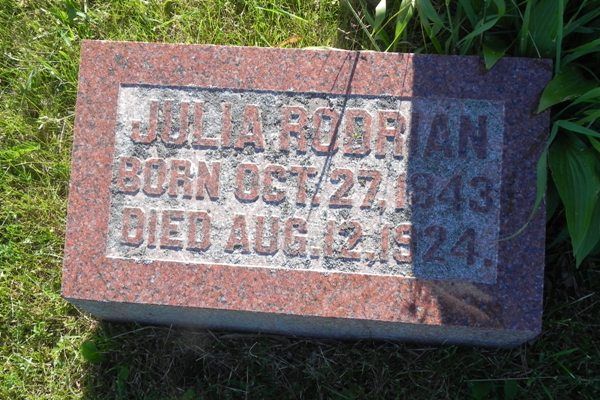 JULIA RODRIAN
BORN OCT. 27, 1843
DIED AUG. 12, 1924.